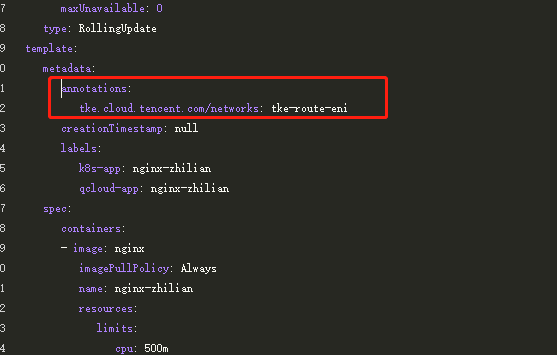 7 maxUnavailable: 0
8 type: RollingUpdate
9 template:
0 metadata:
1 annotations:
2 tke.cloud.tencent.com/networks: tke-route-eni
3 creationTimestamp: null
4 labels:
5 k8s-app: nginx-zhilian
6 qcloud-app: nginx-zhilian
7 spec:
8 containers:
9 - image: nginx
0 imagePullPolicy: Always
1 name: nginx-zhilian
2 resources:
3 limits:
4 cpu: 500m